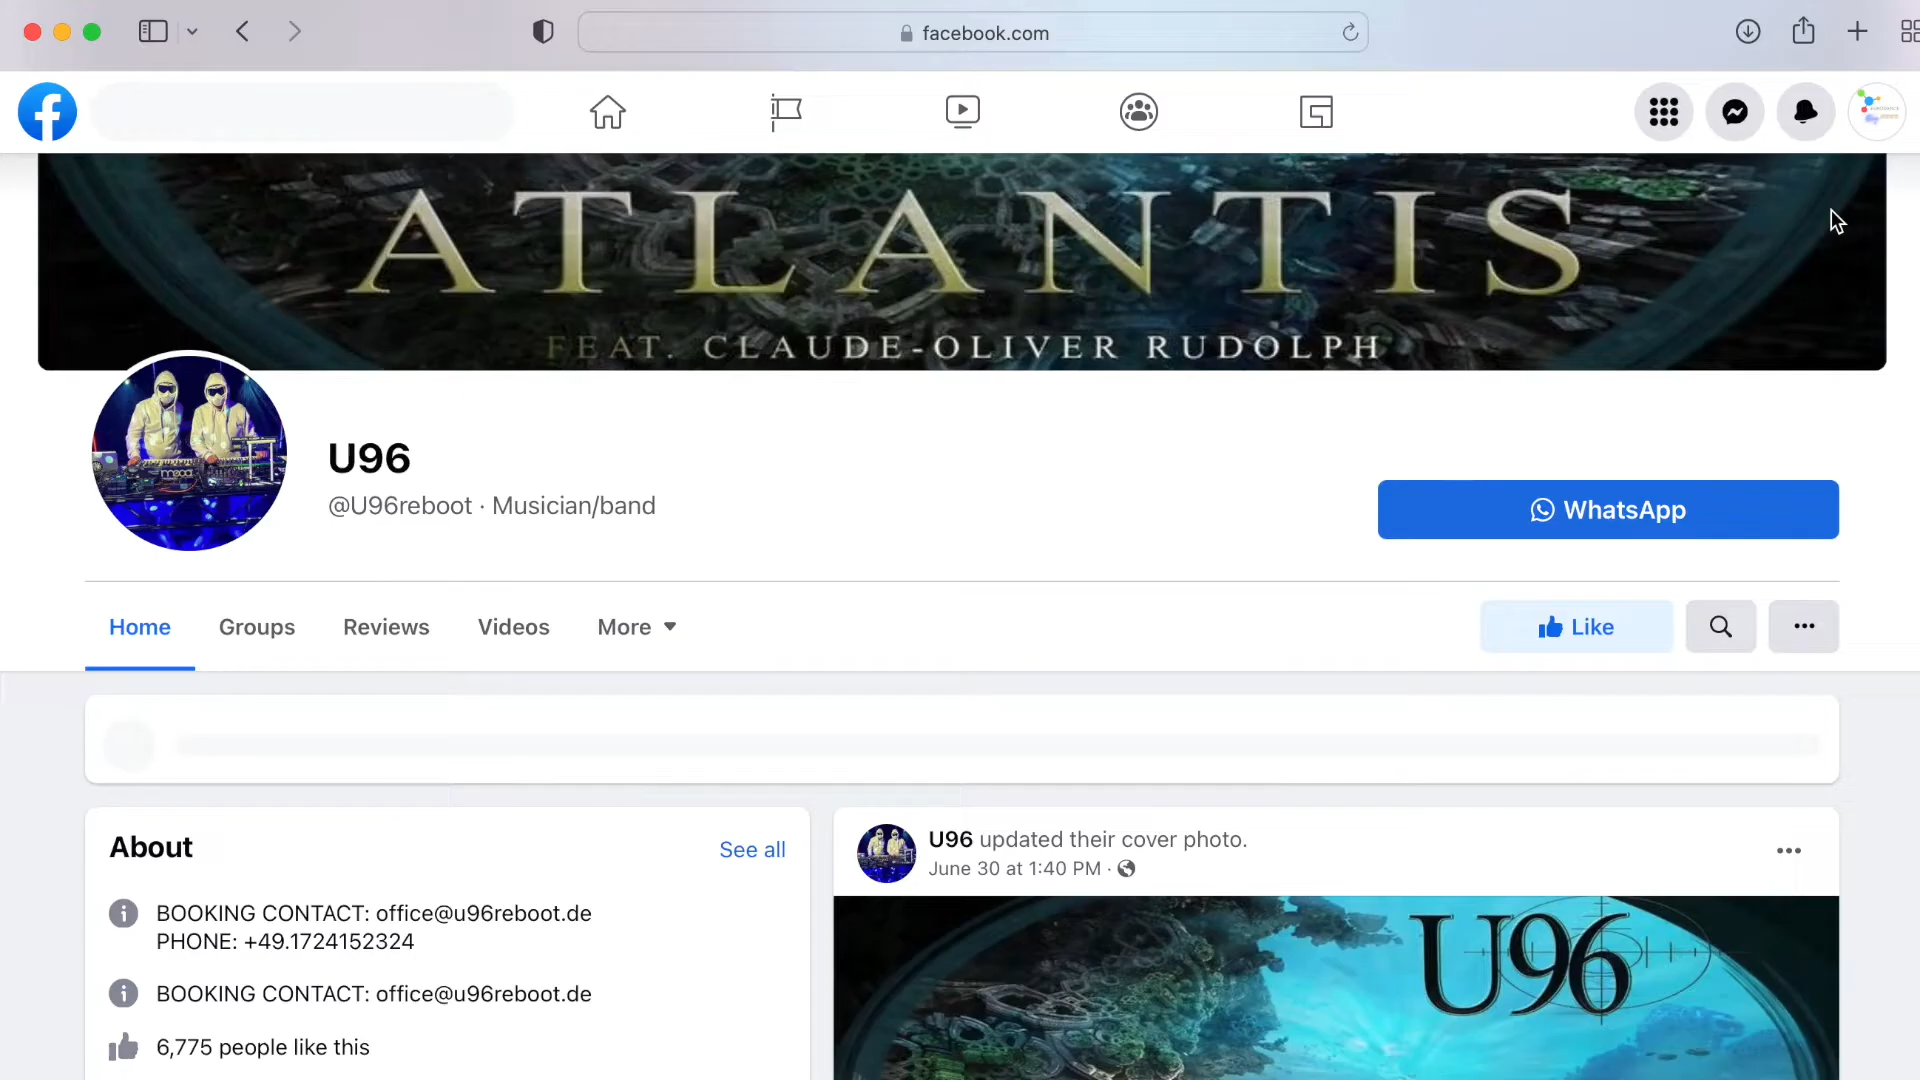 facebook.com
ATLANTIS
FEAT. CLAUDE-OLIVER RUDOLPH
moog
U96
@U96reboot · Musician/band
WhatsApp
Home Groups Reviews Videos More
Like
About
See all
BOOKING CONTACT: office@u96reboot.de
PHONE: +49.1724152324
BOOKING CONTACT: office@u96reboot.de
6,775 people like this
U96 updated their cover photo.
June 30 at 1:40 PM ·
U96